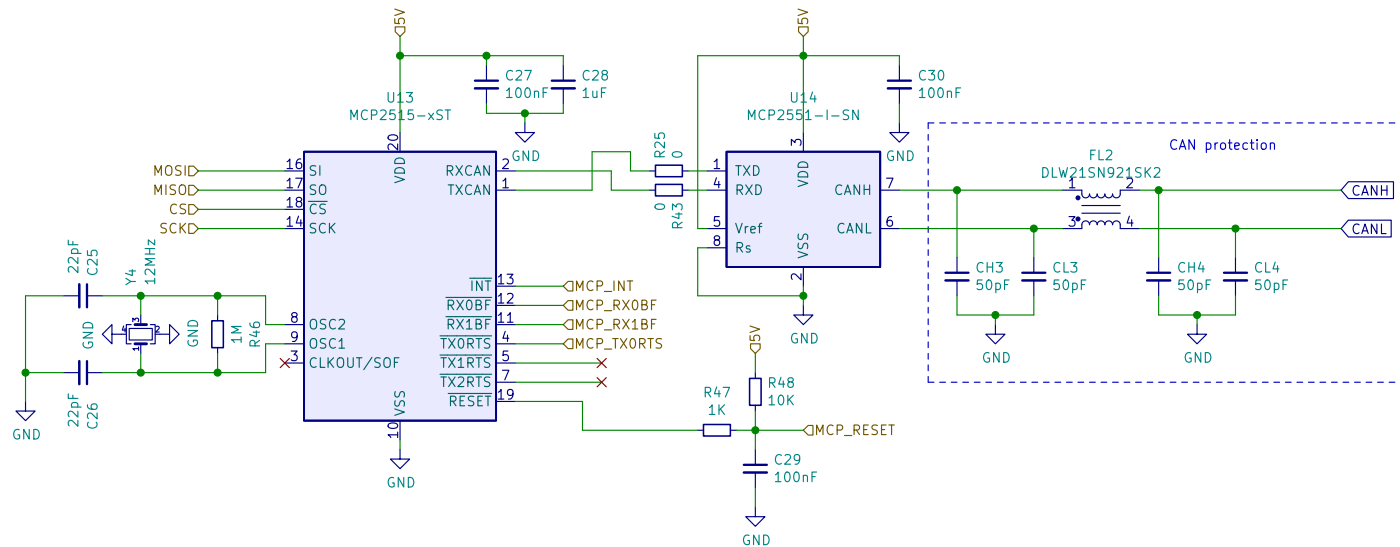 5V
5V
C27
100nF
C28
1uF
C30
100nF
U13
MCP2515-xST
U14
MCP2551-I-SN
CAN protection
FL2
DLW21SN921SK2
GND
GND
R25
0
0
R43
MOSI
MISO
CS
SCK
16
17
18
14
SI
SO
CS
SCK
20
VDD
RXCAN
TXCAN
2
1
1
4
5
8
TXD
RXD
Vref
Rs
3
VDD
CANH
CANL
VSS
2
7
6
1
2
3
4
CANH
CANL
CH3
50pF
CL3
50pF
CH4
50pF
CL4
50pF
GND
GND
GND
22pF
C25
Y4
12MHz
GND
4
3
2
1
GND
1M
R46
22pF
C26
GND
8
9
3
OSC2
OSC1
CLKOUT/SOF
INT
RX0BF
RX1BF
TX0RTS
TX1RTS
TX2RTS
RESET
13
12
11
4
5
7
19
MCP_INT
MCP_RX0BF
MCP_RX1BF
MCP_TX0RTS
VSS
10
GND
5V
R47
1K
R48
10K
MCP_RESET
C29
100nF
GND